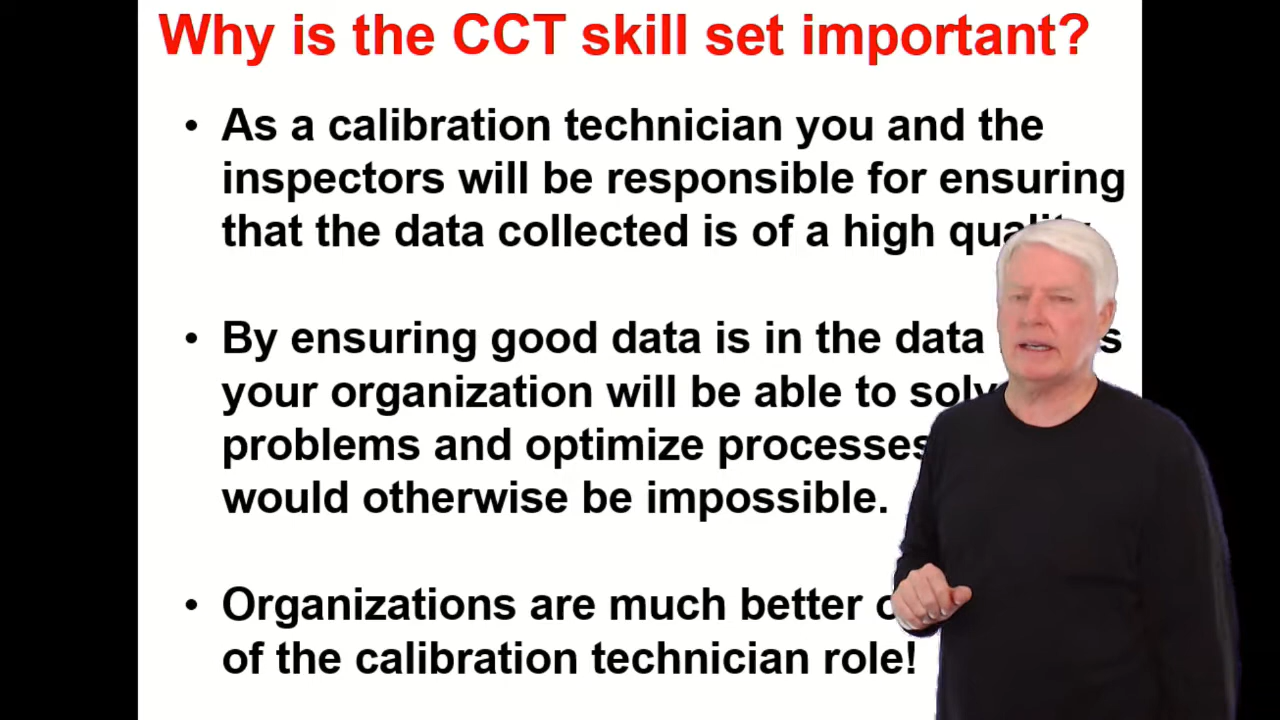 Why is the CCT skill set important?
• As a calibration technician you and the
inspectors will be responsible for ensuring
that the data collected is of a high quality.
• By ensuring good data is in the data
your organization will be able to solve
problems and optimize processes
would otherwise be impossible.
• Organizations are much better
of the calibration technician role!